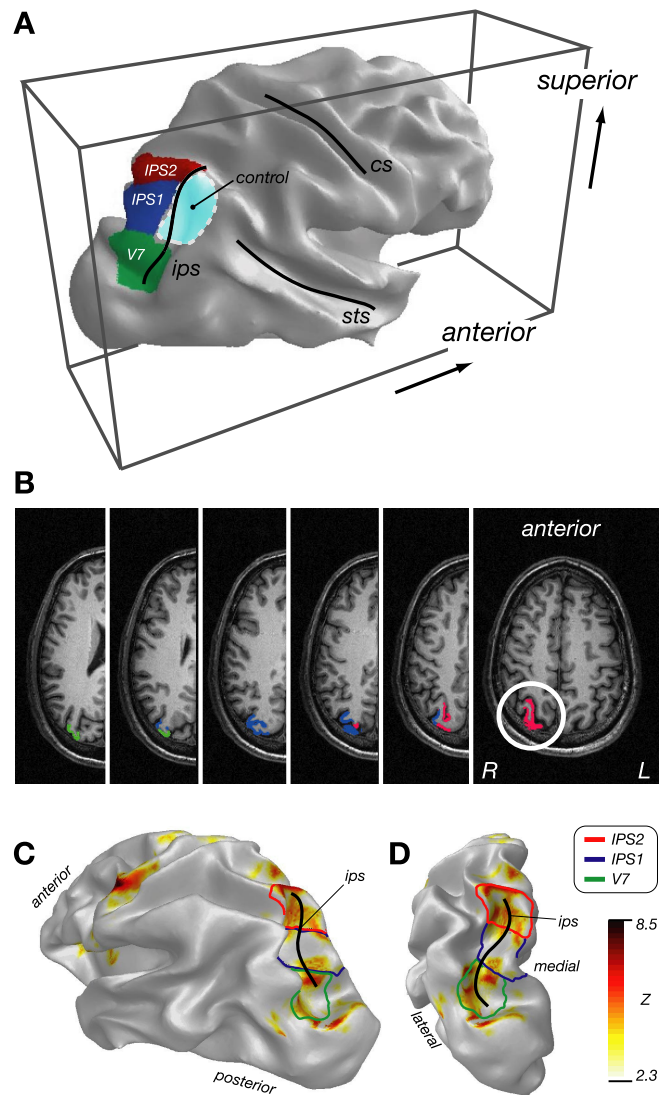 A
superior
IPS2
cs
control
IPS1
V7
ips
sts
anterior
B
anterior
R
L
C
D
IPS2
IPS1
V7
anterior
ips
ips
8.5
medial
Z
lateral
posterior
2.3